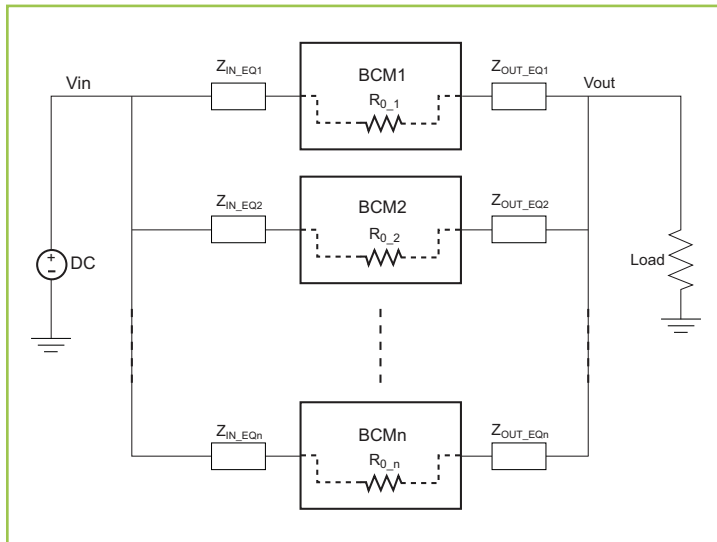 Z_IN_EQ1 BCM1 Z_OUT_EQ1
Vin Vout
R_0_1
Z_IN_EQ2 BCM2 Z_OUT_EQ2
R_0_2
+
− DC
Load
Z_IN_EQn BCMn Z_OUT_EQn
R_0_n